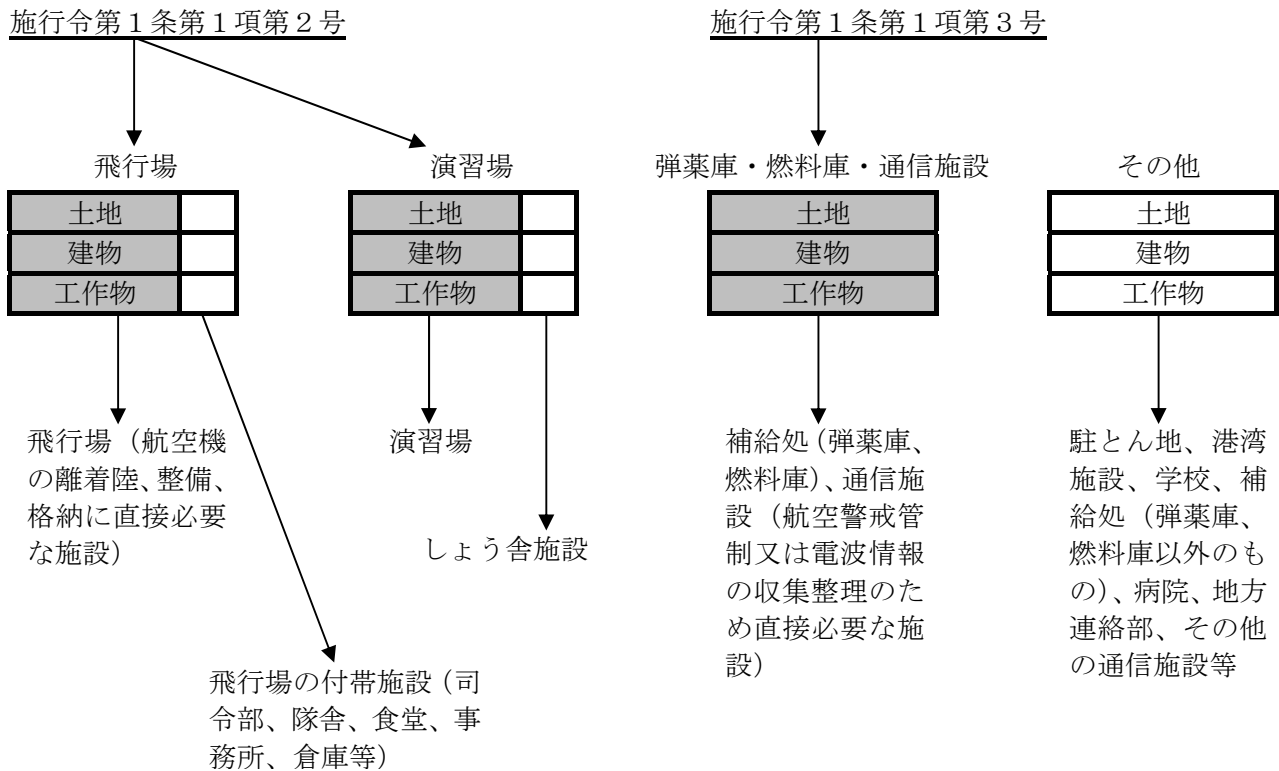 施行令第１条第１項第２号
施行令第１条第１項第３号
飛行場
演習場
弾薬庫・燃料庫・通信施設
その他
土地
建物
工作物
土地
建物
工作物
土地
建物
工作物
土地
建物
工作物
飛行場（航空機
の離着陸、整備、
格納に直接必要
な施設）
演習場
しょう舎施設
飛行場の付帯施設（司
令部、隊舎、食堂、事
務所、倉庫等）
補給処（弾薬庫、
燃料庫）、通信施
設（航空警戒管
制又は電波情報
の収集整理のた
め直接必要な施
設）
駐とん地、港湾
施設、学校、補
給処（弾薬庫、
燃料庫以外のも
の）、病院、地方
連絡部、その他
の通信施設等